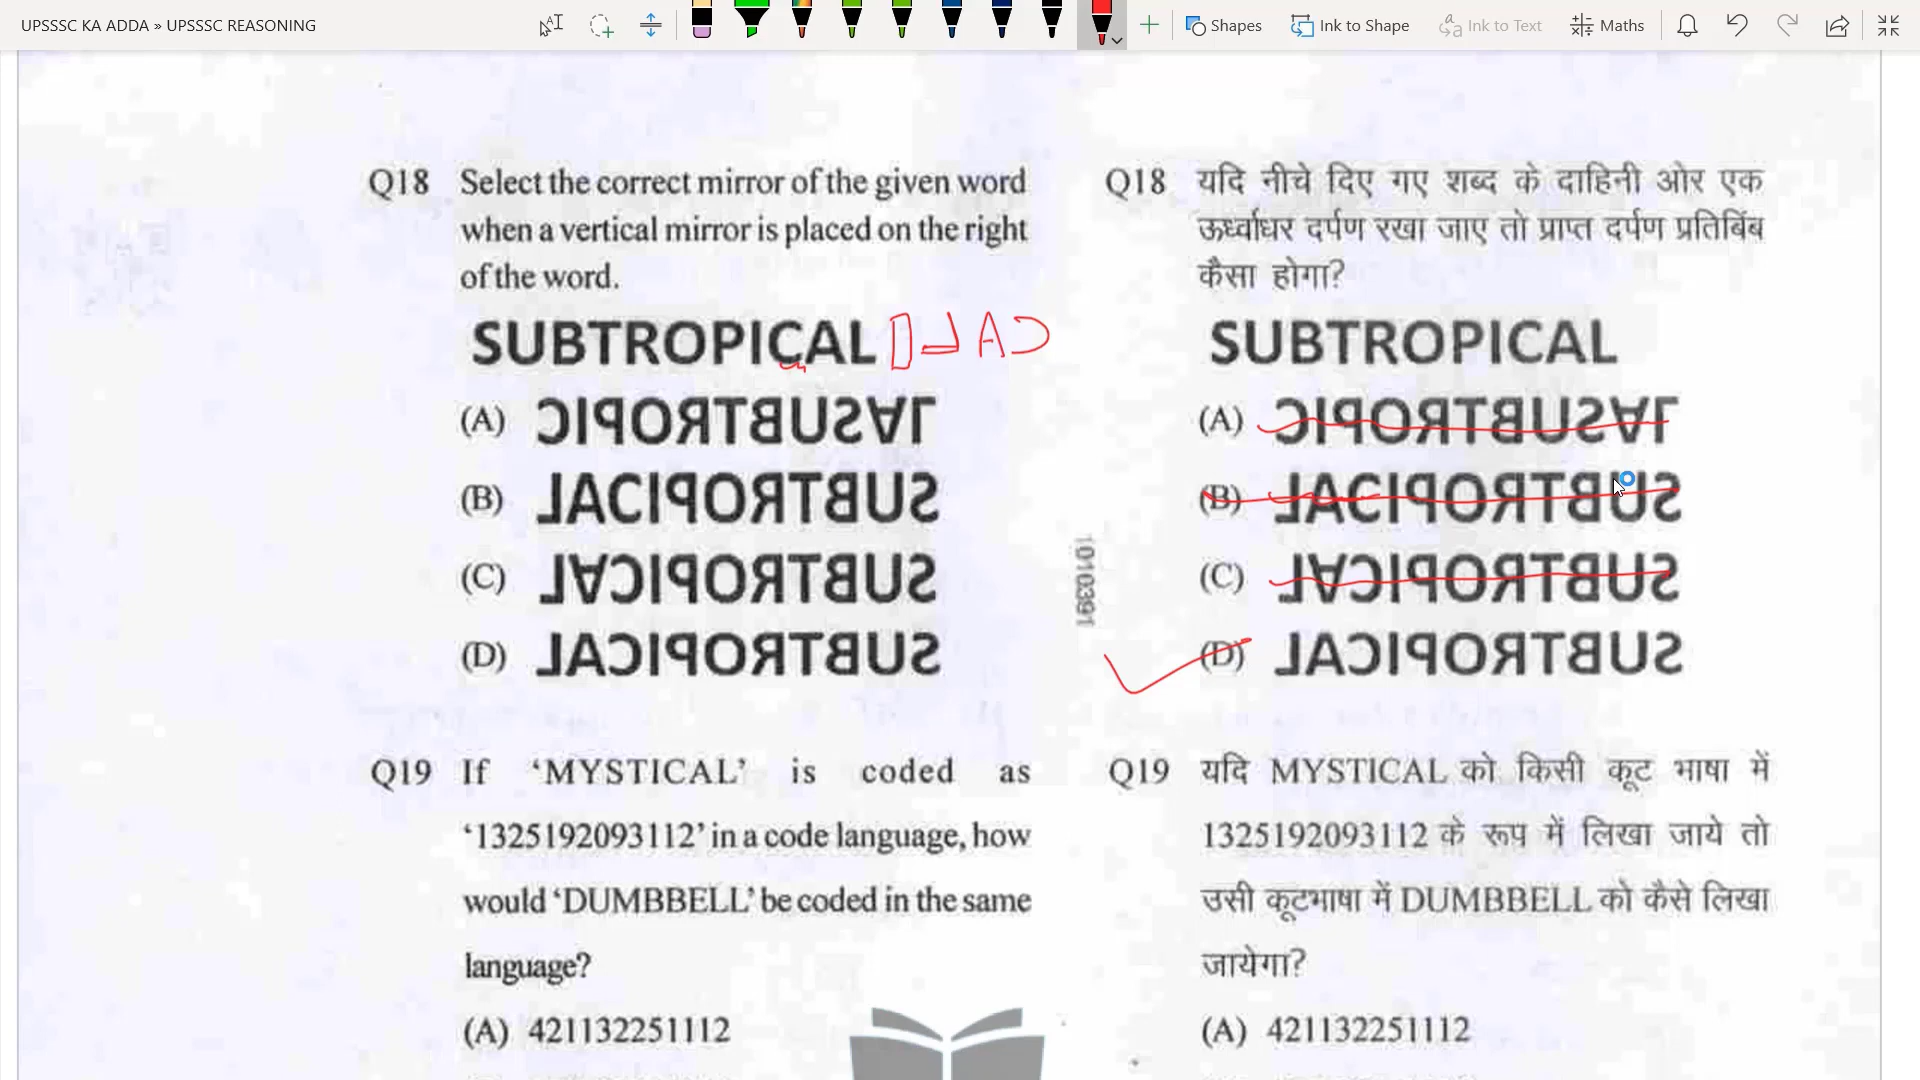 UPSSSC KA ADDA » UPSSSC REASONING
Shapes
Ink to Shape
Ink to Text
Maths
Q18 Select the correct mirror of the given word
when a vertical mirror is placed on the right
of the word.
SUBTROPICAL
(A)
(B)
(C)
(D)
Q19 If ‘MYSTICAL’ is coded as
‘1325192093112’ in a code language, how
would ‘DUMBBELL’ be coded in the same
language?
(A) 421132251112
1010391
Q18 यदि नीचे दिए गए शब्द के दाहिनी ओर एक
ऊर्ध्वाधर दर्पण रखा जाए तो प्राप्त दर्पण प्रतिबिंब
कैसा होगा?
SUBTROPICAL
(A)
(B)
(C)
(D)
Q19 यदि MYSTICAL को किसी कूट भाषा में
1325192093112 के रूप में लिखा जाये तो
उसी कूटभाषा में DUMBBELL को कैसे लिखा
जायेगा?
(A) 421132251112